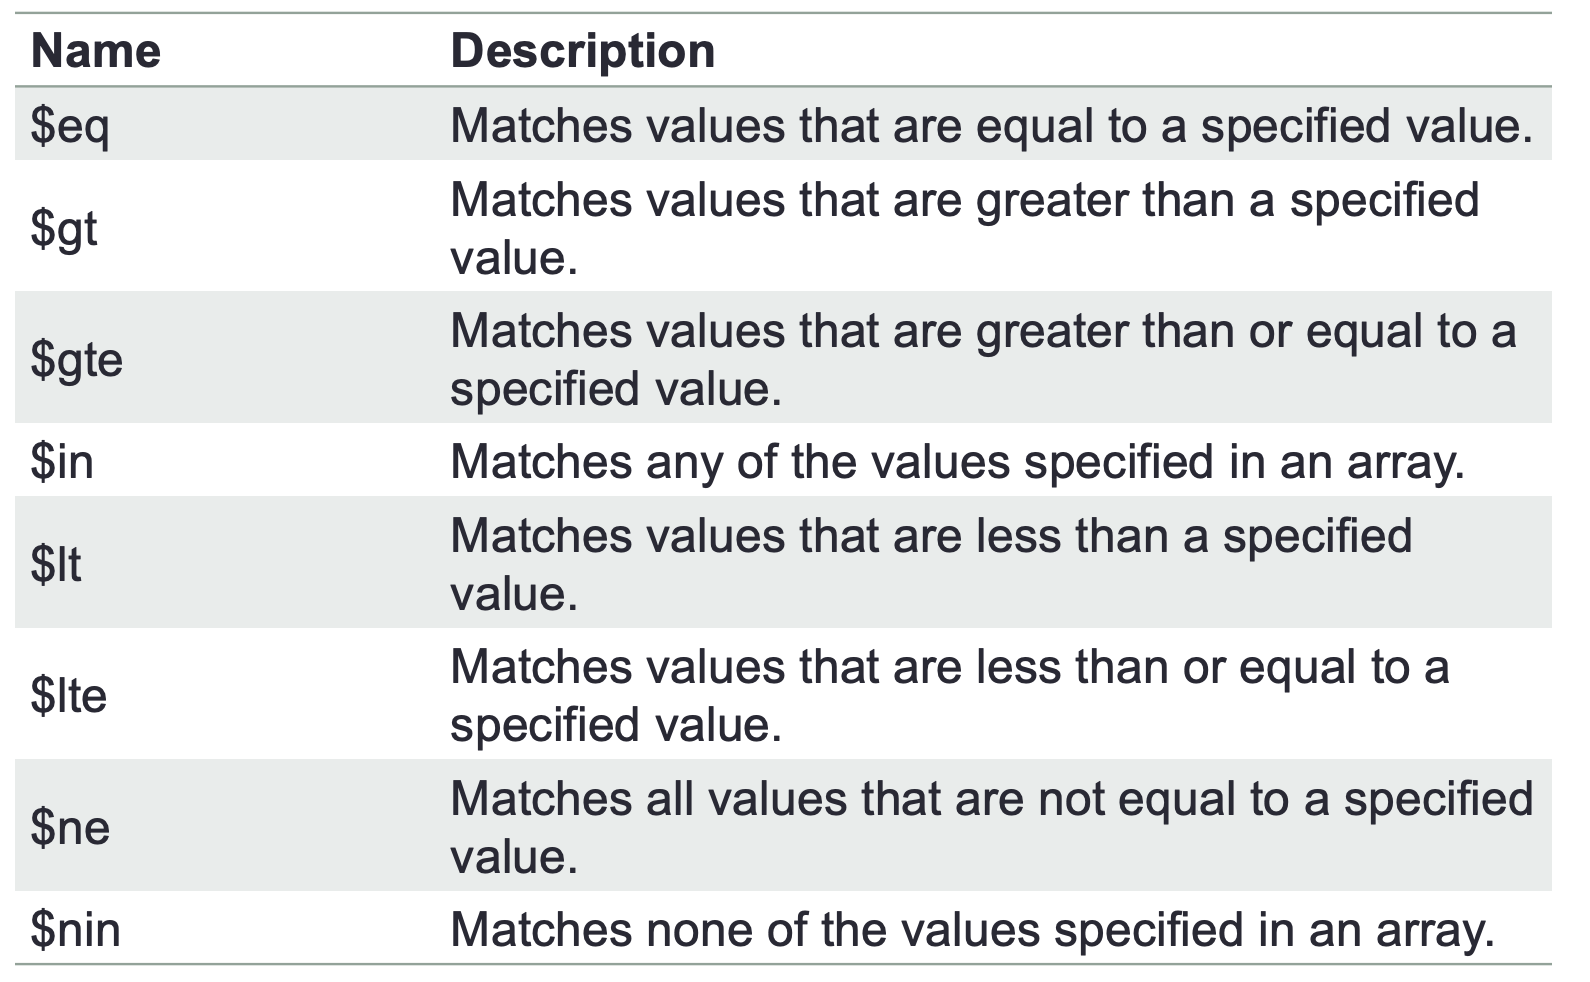 Name Description
$eq Matches values that are equal to a specified value.
$gt Matches values that are greater than a specified
value.
$gte Matches values that are greater than or equal to a
specified value.
$in Matches any of the values specified in an array.
$lt Matches values that are less than a specified
value.
$lte Matches values that are less than or equal to a
specified value.
$ne Matches all values that are not equal to a specified
value.
$nin Matches none of the values specified in an array.